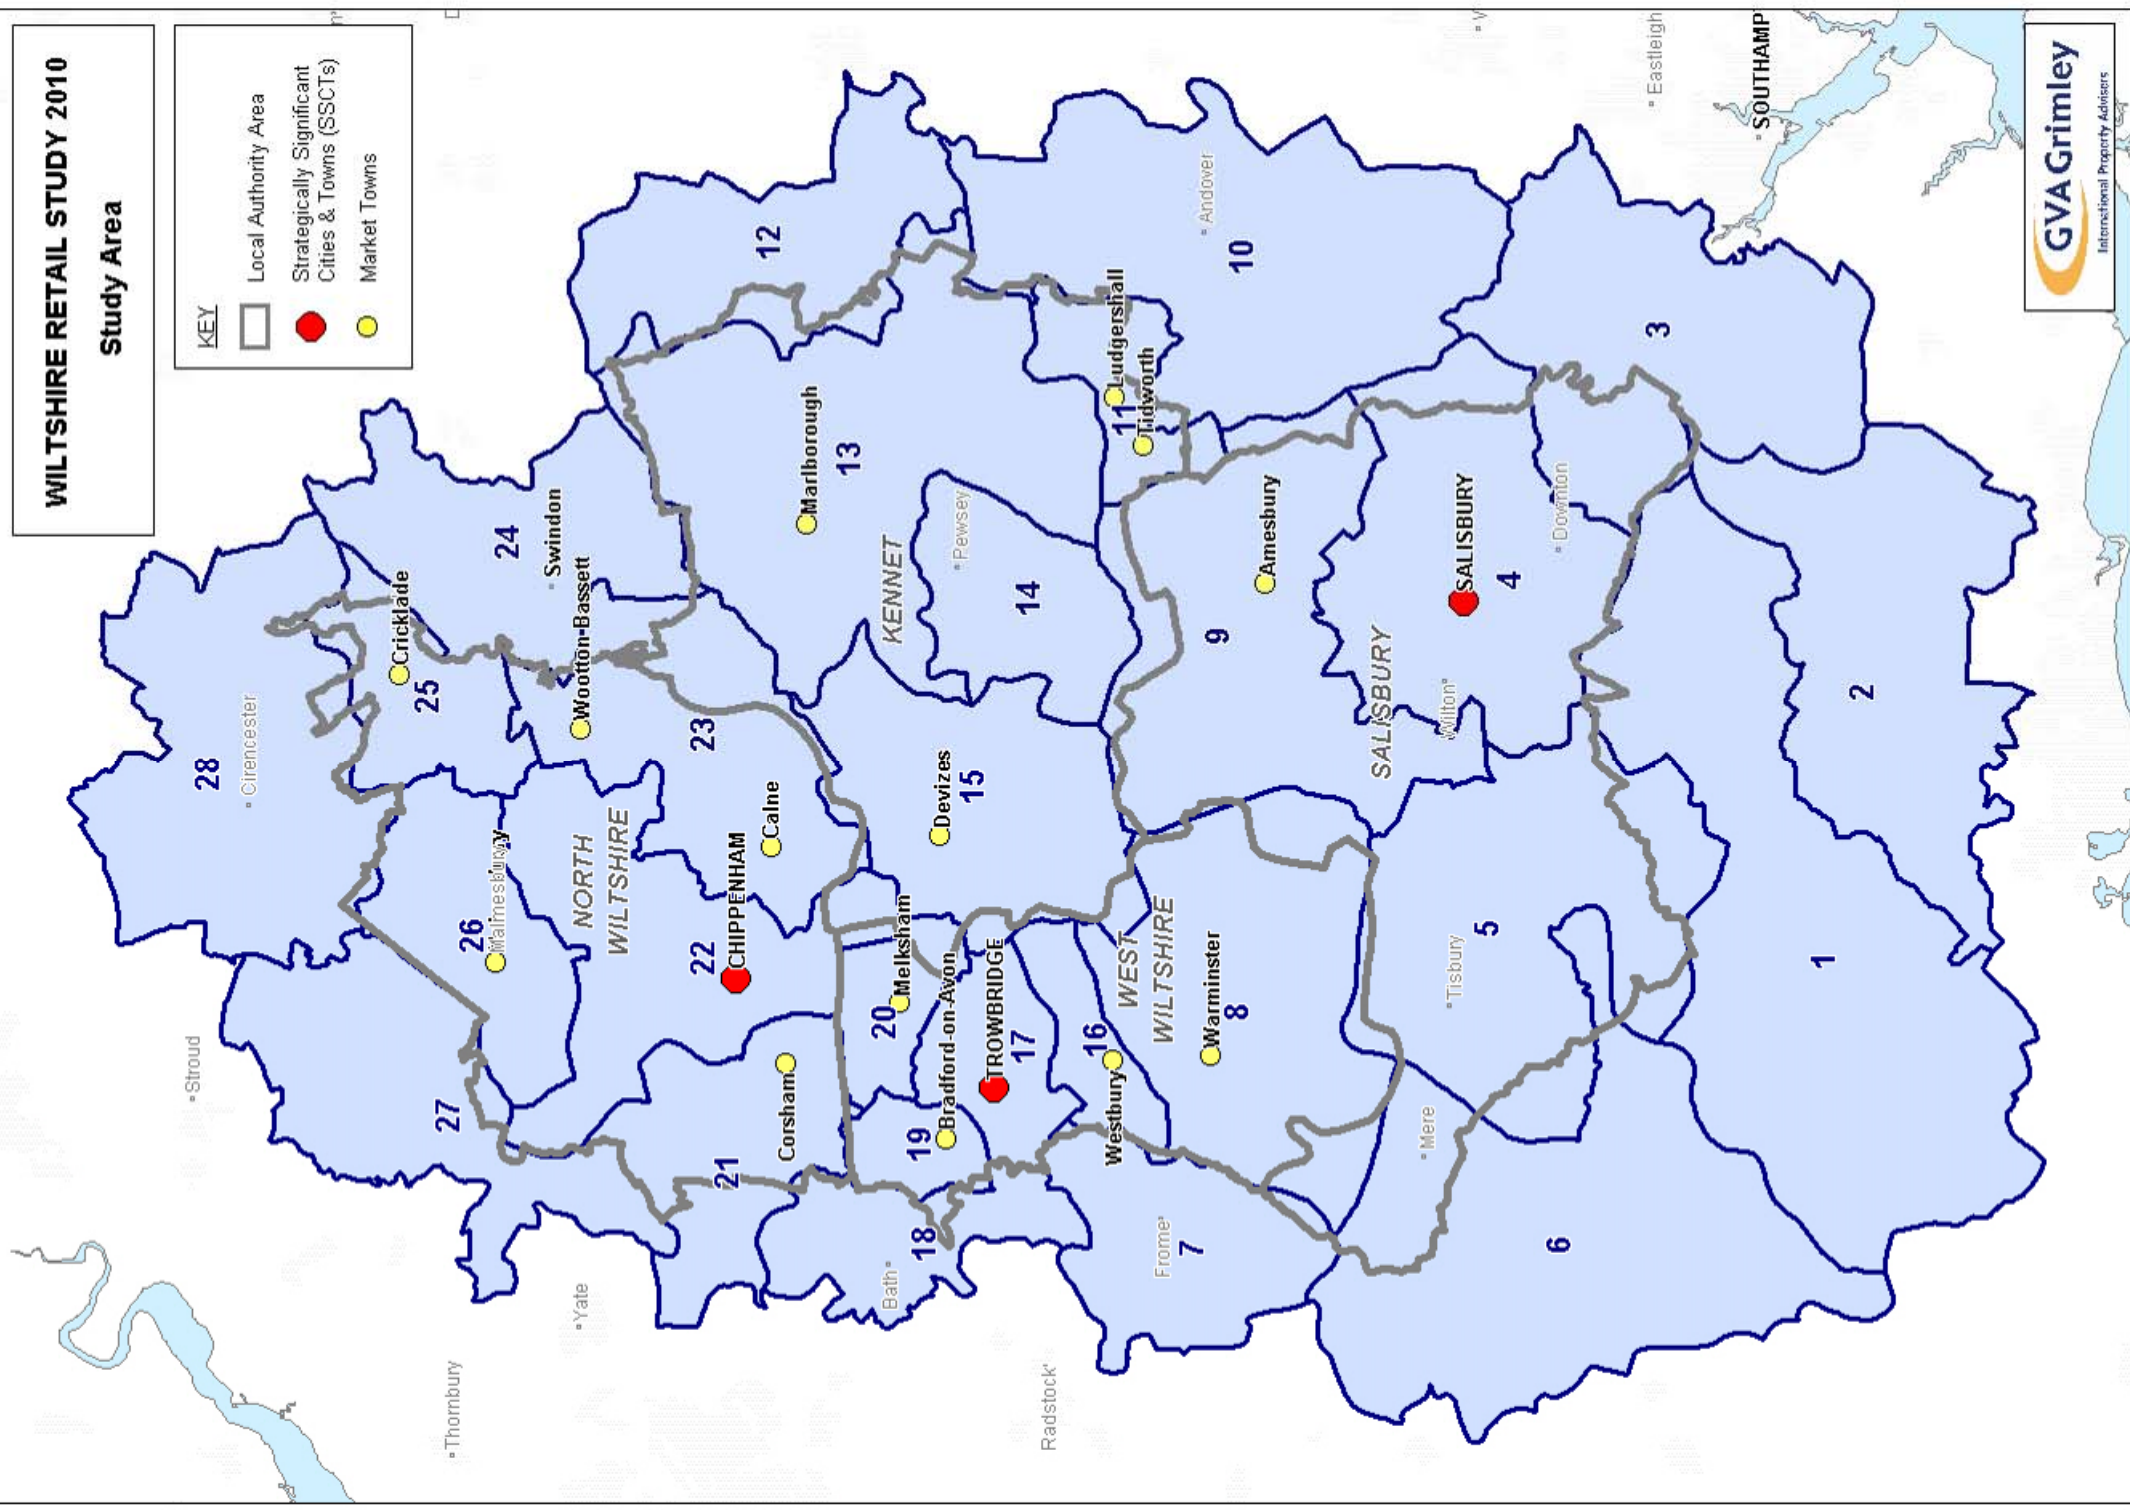 WILTSHIRE RETAIL STUDY 2010
Study Area
KEY
Local Authority Area
Strategically Significant
Cities & Towns (SSCTs)
Market Towns
Stroud
Thornbury
Yate
Radstock
28
Cirencester
27
26
Malmesbury
25
Cricklade
24
Swindon
Wootton-Bassett
NORTH
WILTSHIRE
23
Calne
22
CHIPPENHAM
21
Corsham
20
Melksham
19
Bradford-on-Avon
18
Bath
TROWBRIDGE
17
16
Westbury
WEST
WILTSHIRE
Warminster
8
Frome
7
15
Devizes
KENNET
Pewsey
14
Marlborough
13
12
11
Ludgershall
Tidworth
Andover
10
Amesbury
9
SALISBURY
Wilton
SALISBURY
4
Downton
Tisbury
5
Mere
6
1
2
3
Eastleigh
SOUTHAMP
GVA Grimley
International Property Advisers